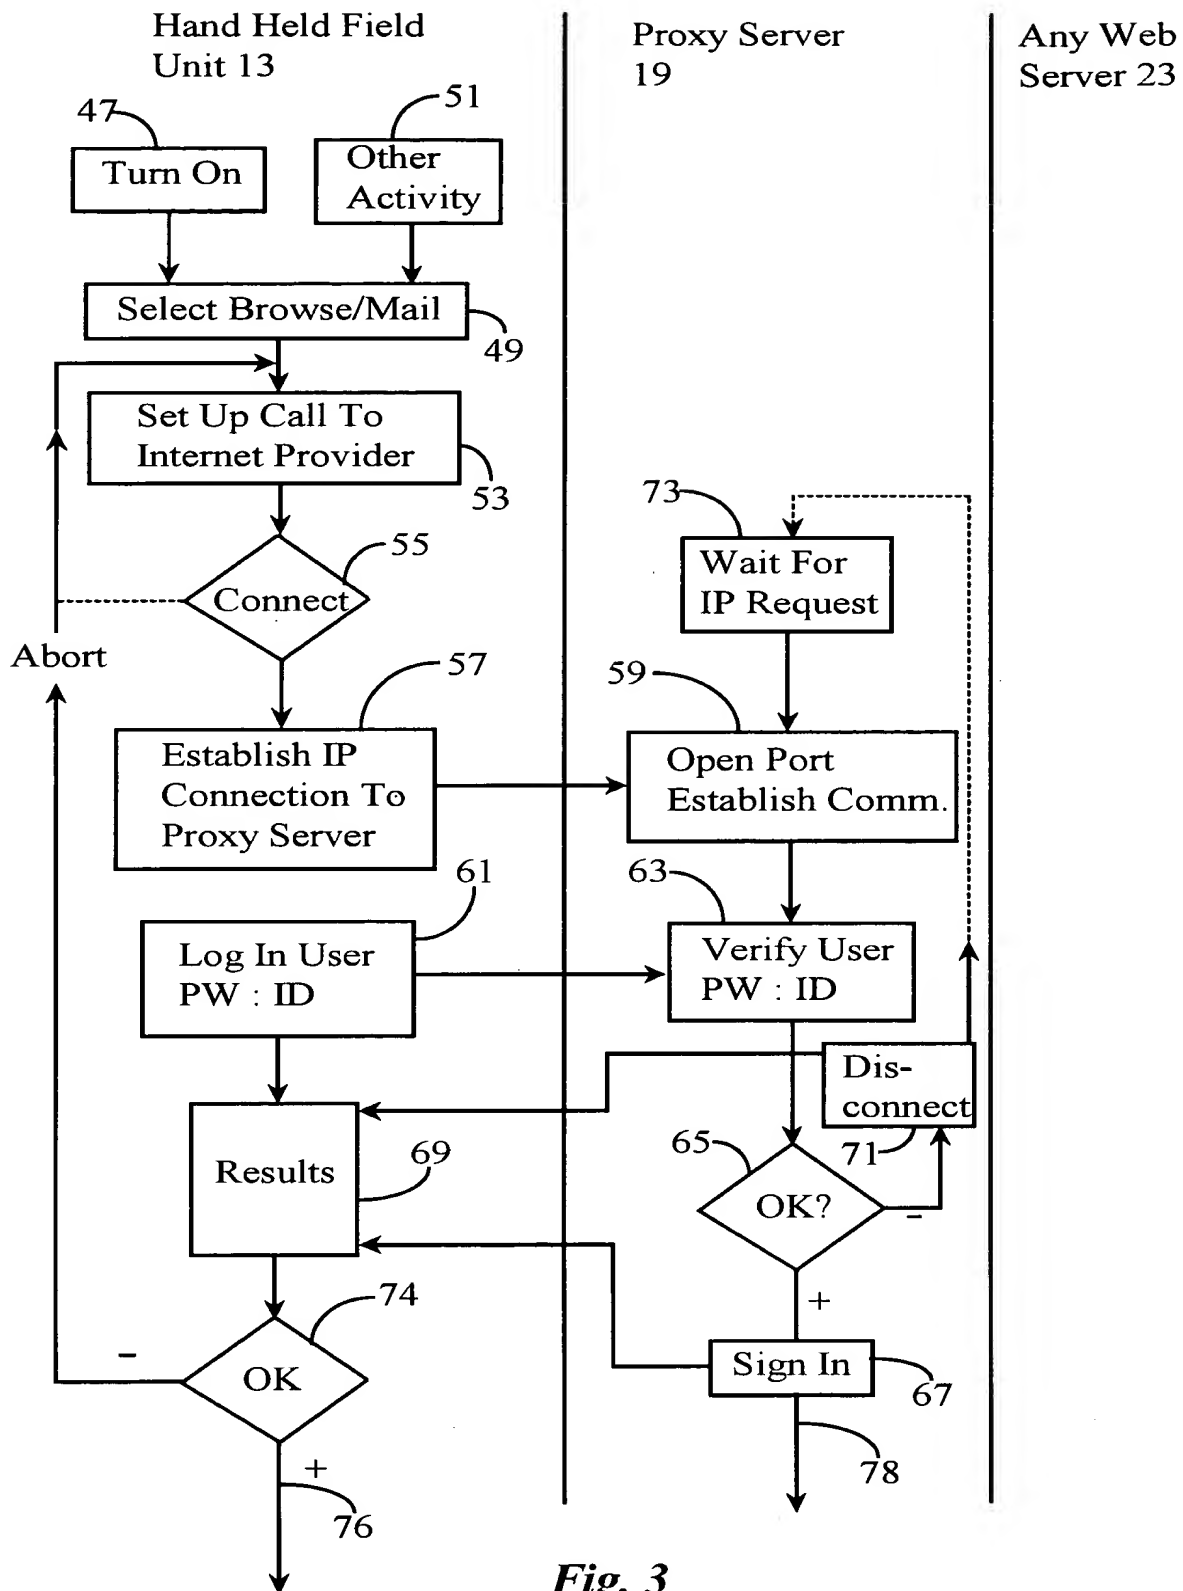 Hand Held Field
Unit 13
Proxy Server
19
Any Web
Server 23
47
51
Turn On
Other
Activity
Select Browse/Mail
49
Set Up Call To
Internet Provider
53
73
55
Connect
Wait For
IP Request
Abort
57
59
Establish IP
Connection To
Proxy Server
Open Port
Establish Comm.
61
63
Log In User
PW : ID
Verify User
PW : ID
Dis-
connect
71
65
Results
69
OK?
-
+
74
-
OK
Sign In
67
+
76
78
Fig. 3